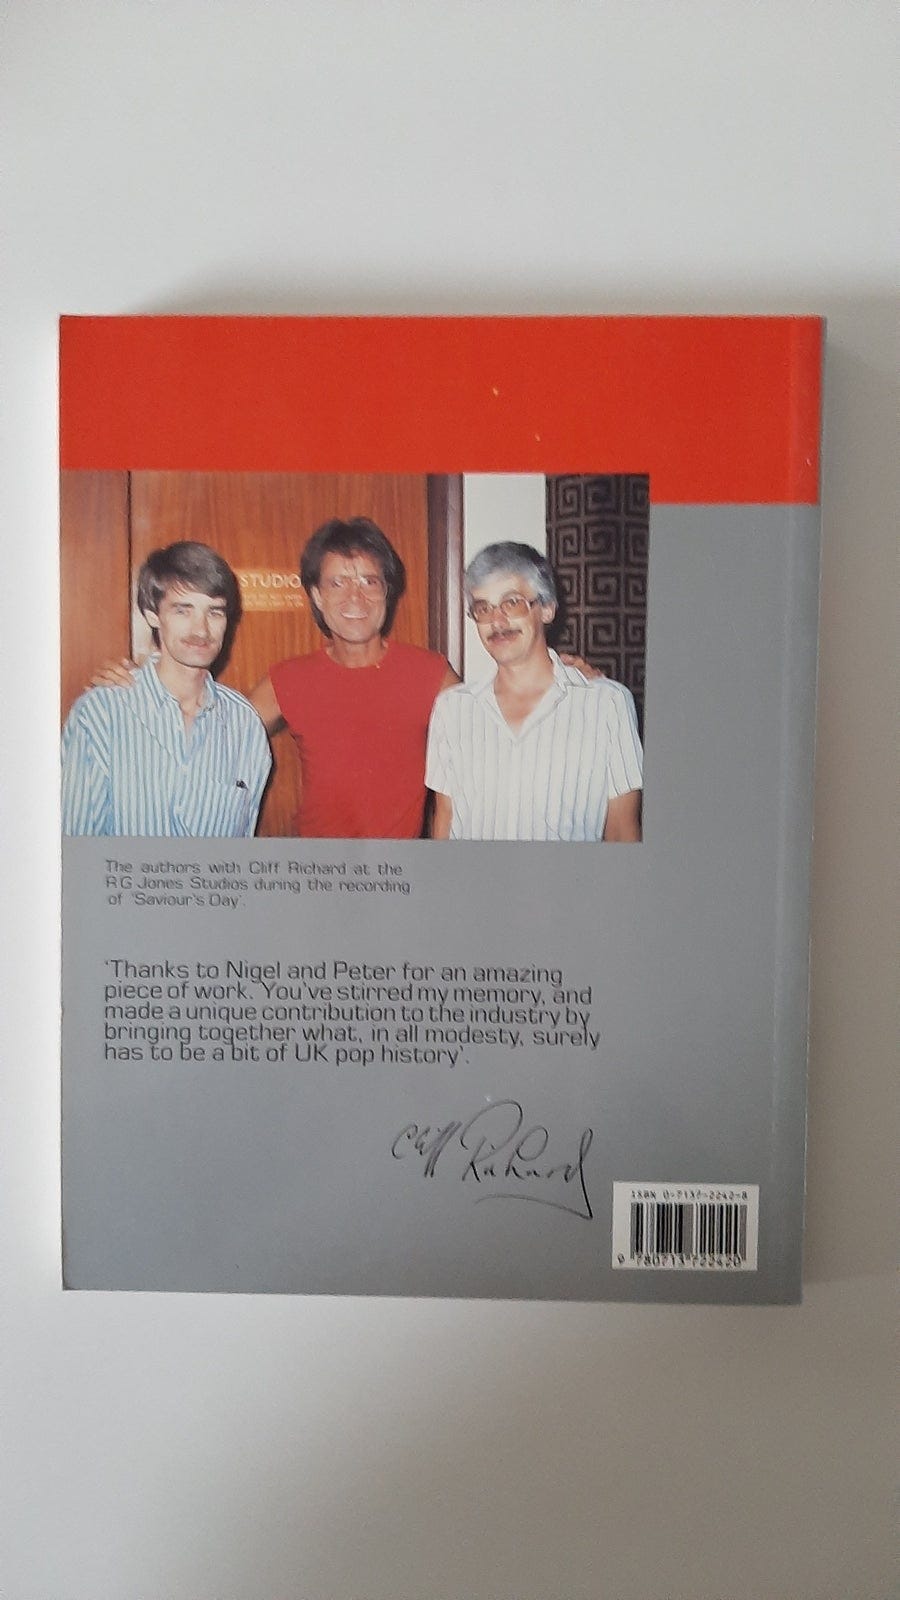 STUDIO
The authors with Cliff Richard at the
R G Jones Studios during the recording
of 'Saviour's Day'.
'Thanks to Nigel and Peter for an amazing
piece of work. You've stirred my memory, and
made a unique contribution to the industry by
bringing together what, in all modesty, surely
has to be a bit of UK pop history'.
Cliff Richard
ISBN 0-7137-2242-8
9 780713 722420